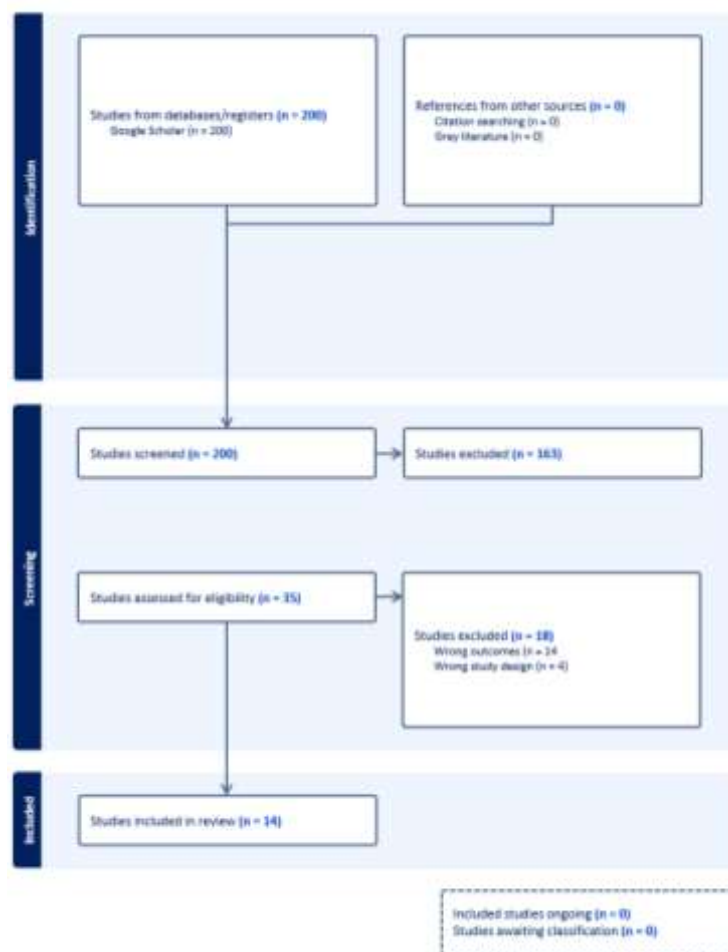 Identification
Studies from databases/registers (n = 200)
Google Scholar (n = 200)
References from other sources (n = 0)
Citation searching (n = 0)
Grey literature (n = 0)
Screening
Studies screened (n = 200)
Studies excluded (n = 163)
Studies assessed for eligibility (n = 35)
Studies excluded (n = 18)
Wrong outcomes (n = 14
Wrong study design (n = 4)
Included
Studies included in review (n = 14)
Included studies ongoing (n = 0)
Studies awaiting classification (n = 0)